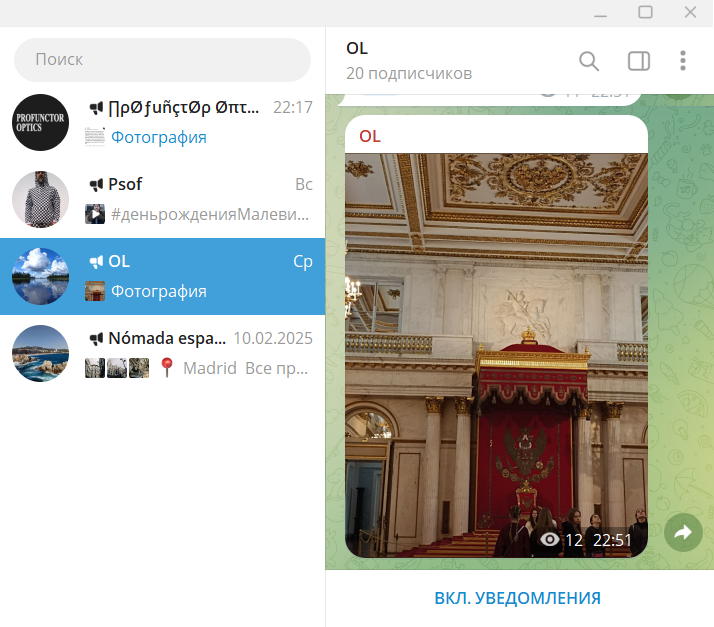 Поиск
PROFUNCTOR
OPTICS
∏ρØƒuñçτØρ Øπτ...
22:17
Фотография
Psof
Вс
#деньрожденияМалеви...
OL
Ср
Фотография
Nómada espa...
10.02.2025
Madrid Все пр...
OL
20 подписчиков
OL
12 22:51
ВКЛ. УВЕДОМЛЕНИЯ